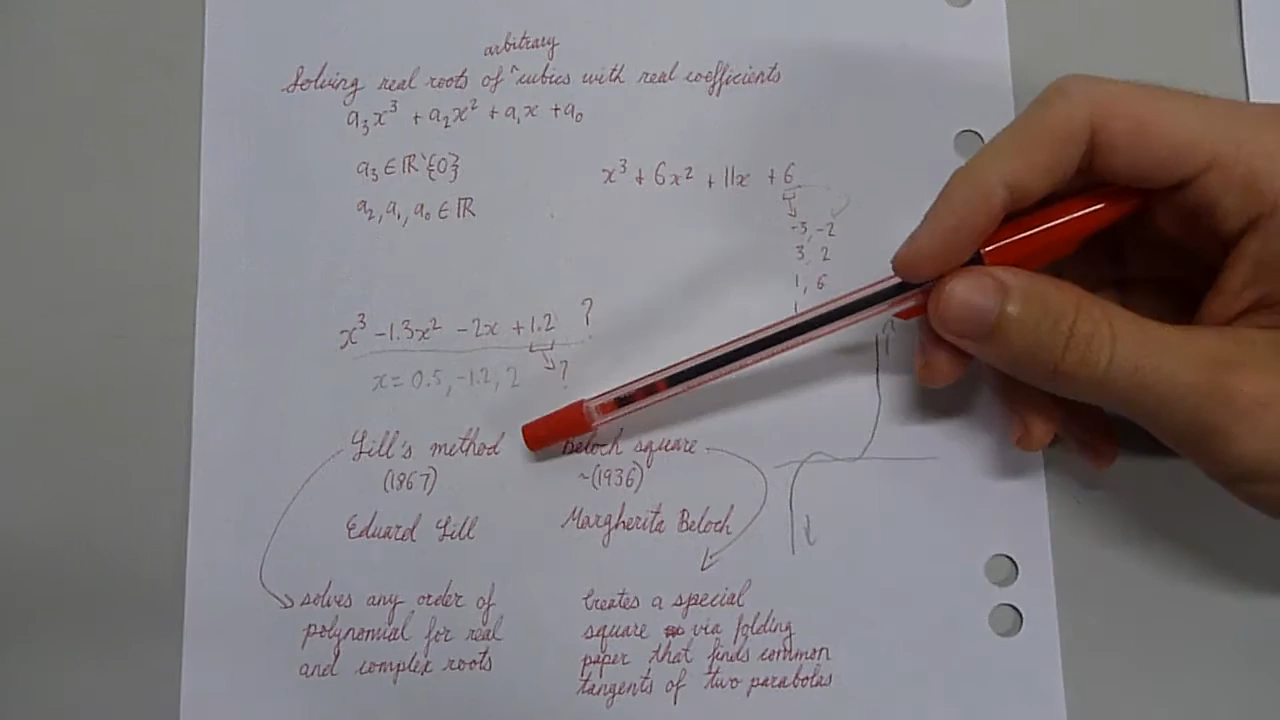 arbitrary
Solving real roots of ^cubics with real coefficients
a₃x³ + a₂x² + a₁x + a₀
a₃ ∈ ℝ\{0}
a₂, a₁, a₀ ∈ ℝ
x³ + 6x² + 11x + 6
-3, -2
3, 2
1, 6
1
x³ - 1.3x² - 2x + 1.2 ?
x = 0.5, -1.2, 2
?
Lill's method
(1867)
Eduard Lill
solves any order of
polynomial for real
and complex roots
Beloch square
~(1936)
Margherita Beloch
Creates a special
square via folding
paper that finds common
tangents of two parabolas